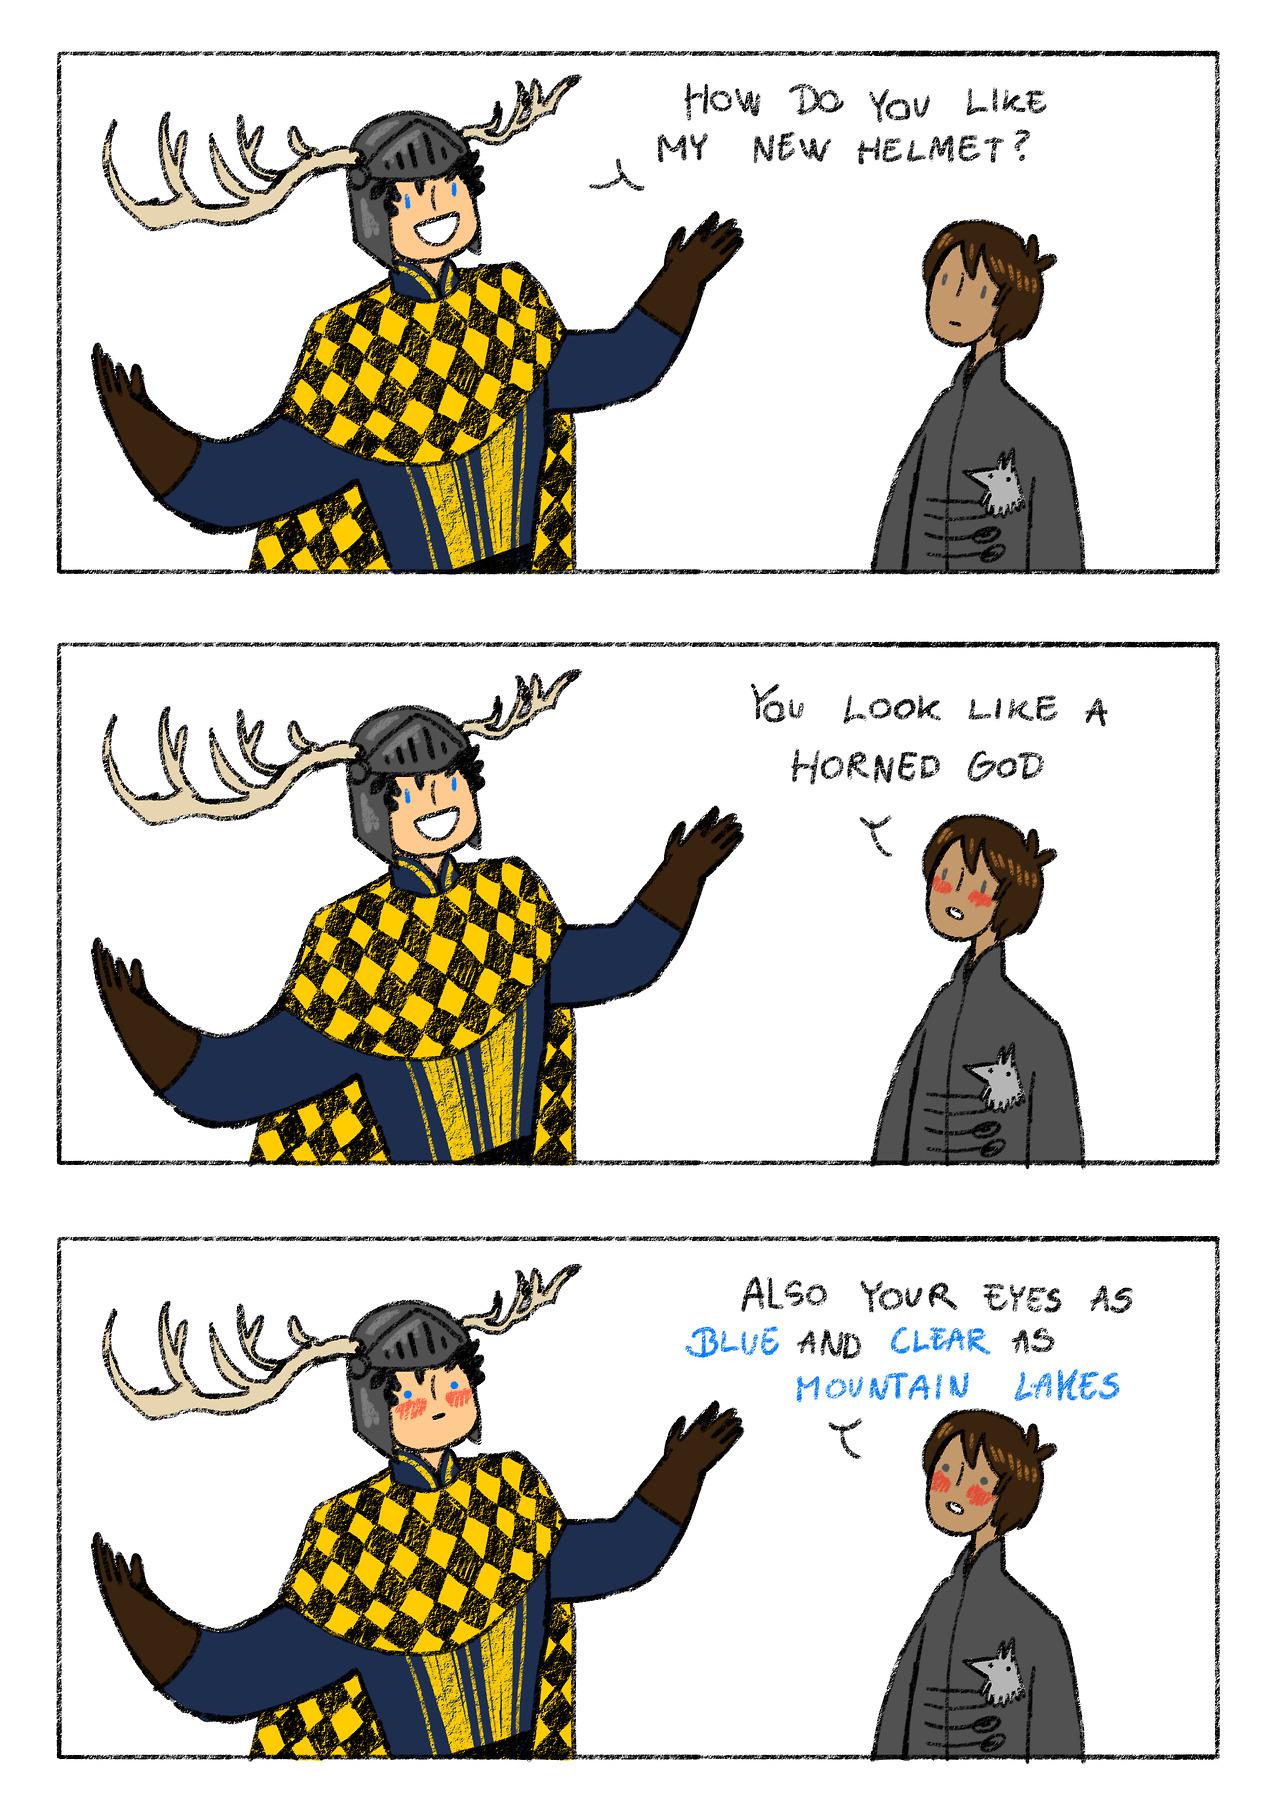 HOW DO YOU LIKE
MY NEW HELMET?
YOU LOOK LIKE A
HORNED GOD
ALSO YOUR EYES AS
BLUE AND CLEAR AS
MOUNTAIN LAKES